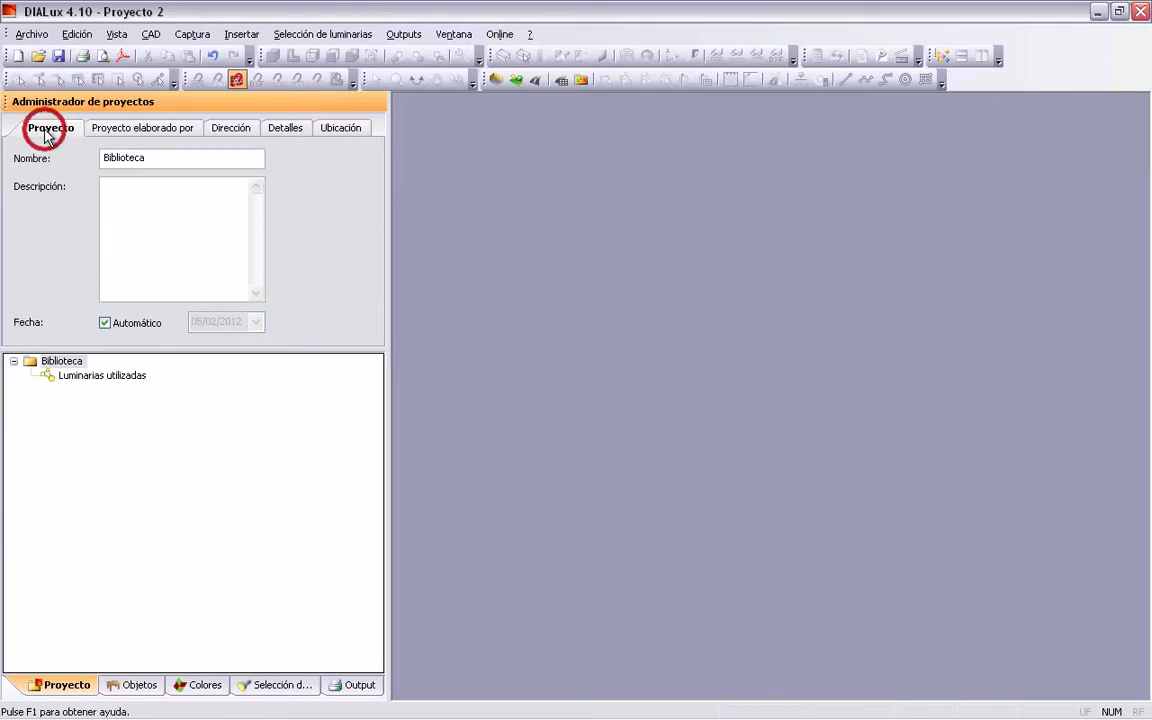 DIALux 4.10 - Proyecto 2
Archivo Edición Vista CAD Captura Insertar Selección de luminarias Outputs Ventana Online ?
Administrador de proyectos
Proyecto Proyecto elaborado por Dirección Detalles Ubicación
Nombre: Biblioteca
Descripción:
Fecha: Automático 05/02/2012
Biblioteca
Luminarias utilizadas
Proyecto Objetos Colores Selección d... Output
Pulse F1 para obtener ayuda. UF NUM RF